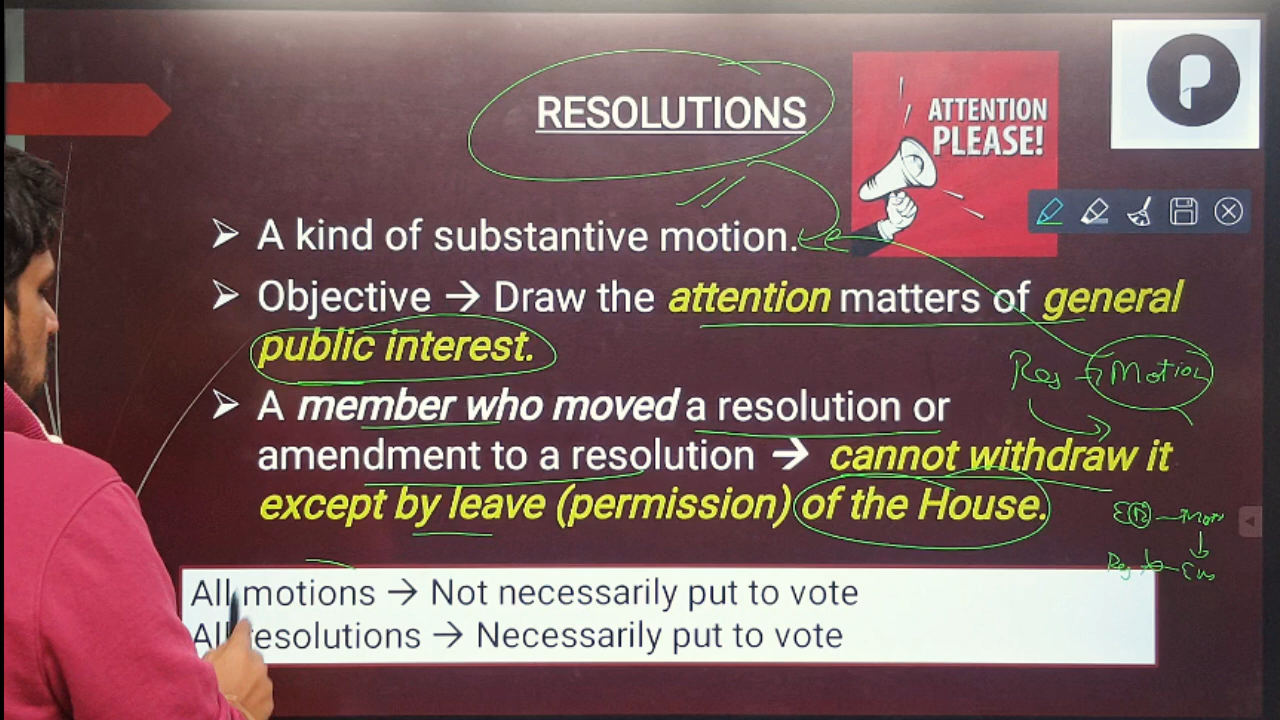 RESOLUTIONS
ATTENTION
PLEASE!
➢ A kind of substantive motion.
➢ Objective → Draw the attention matters of general
public interest.
Res → Motion
➢ A member who moved a resolution or
amendment to a resolution → cannot withdraw it
except by leave (permission) of the House.
All motions → Not necessarily put to vote
All resolutions → Necessarily put to vote